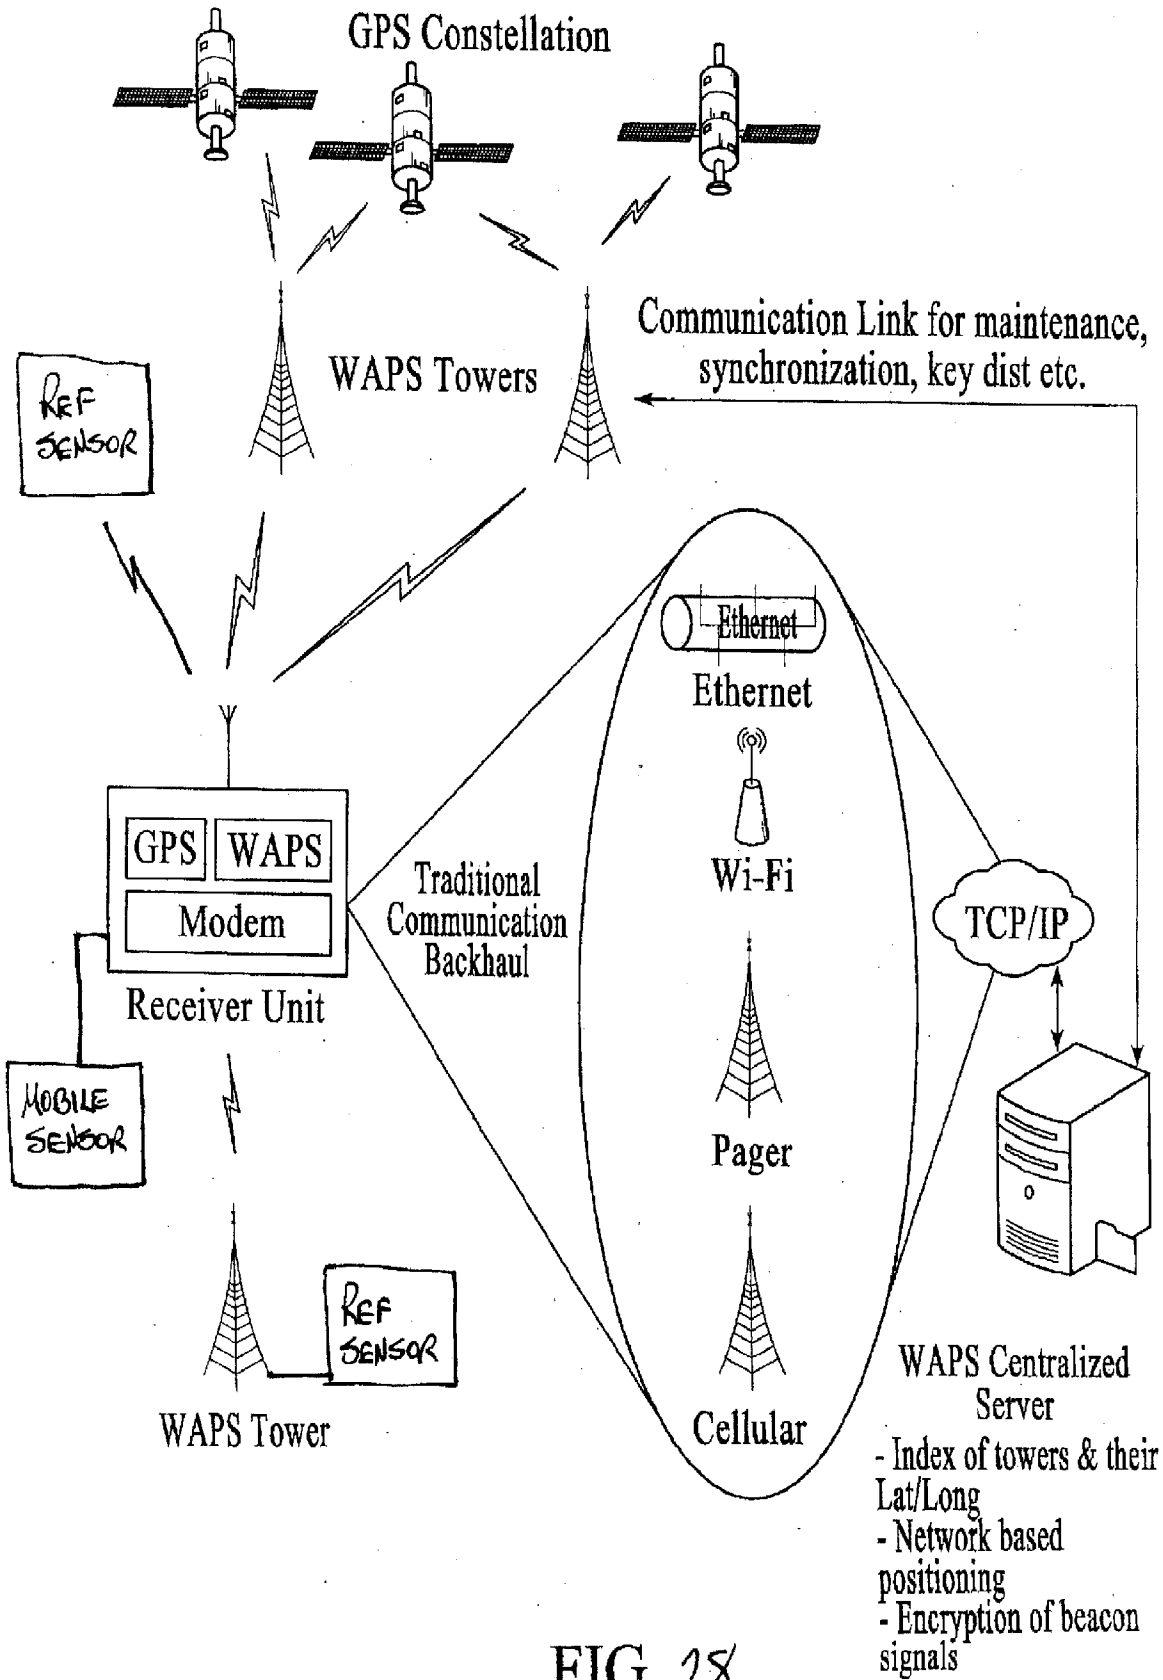 GPS Constellation
Communication Link for maintenance,
synchronization, key dist etc.
WAPS Towers
REF
SENSOR
Ethernet
Ethernet
Wi-Fi
GPS
WAPS
Modem
Receiver Unit
Traditional
Communication
Backhaul
TCP/IP
MOBILE
SENSOR
Pager
REF
SENSOR
WAPS Tower
Cellular
WAPS Centralized
Server
- Index of towers & their
Lat/Long
- Network based
positioning
- Encryption of beacon
signals
FIG. 28